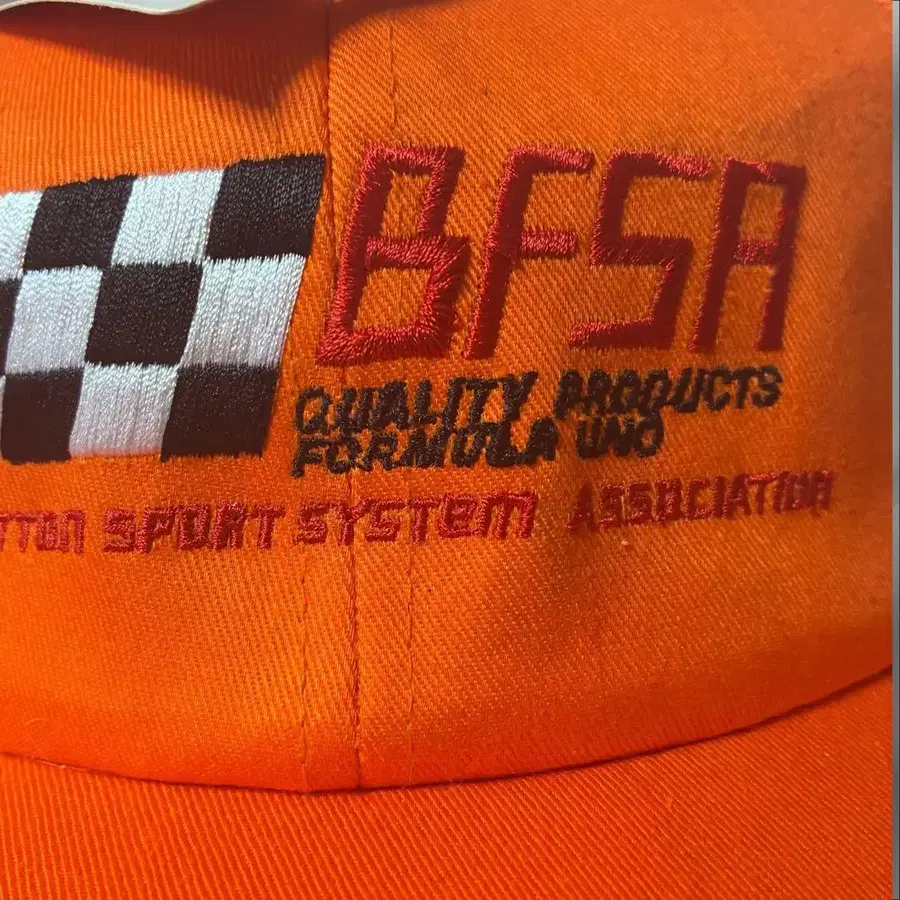 BFSA
QUALITY PRODUCTS
FORMULA UNO
SPORT SYSTEM ASSOCIATION